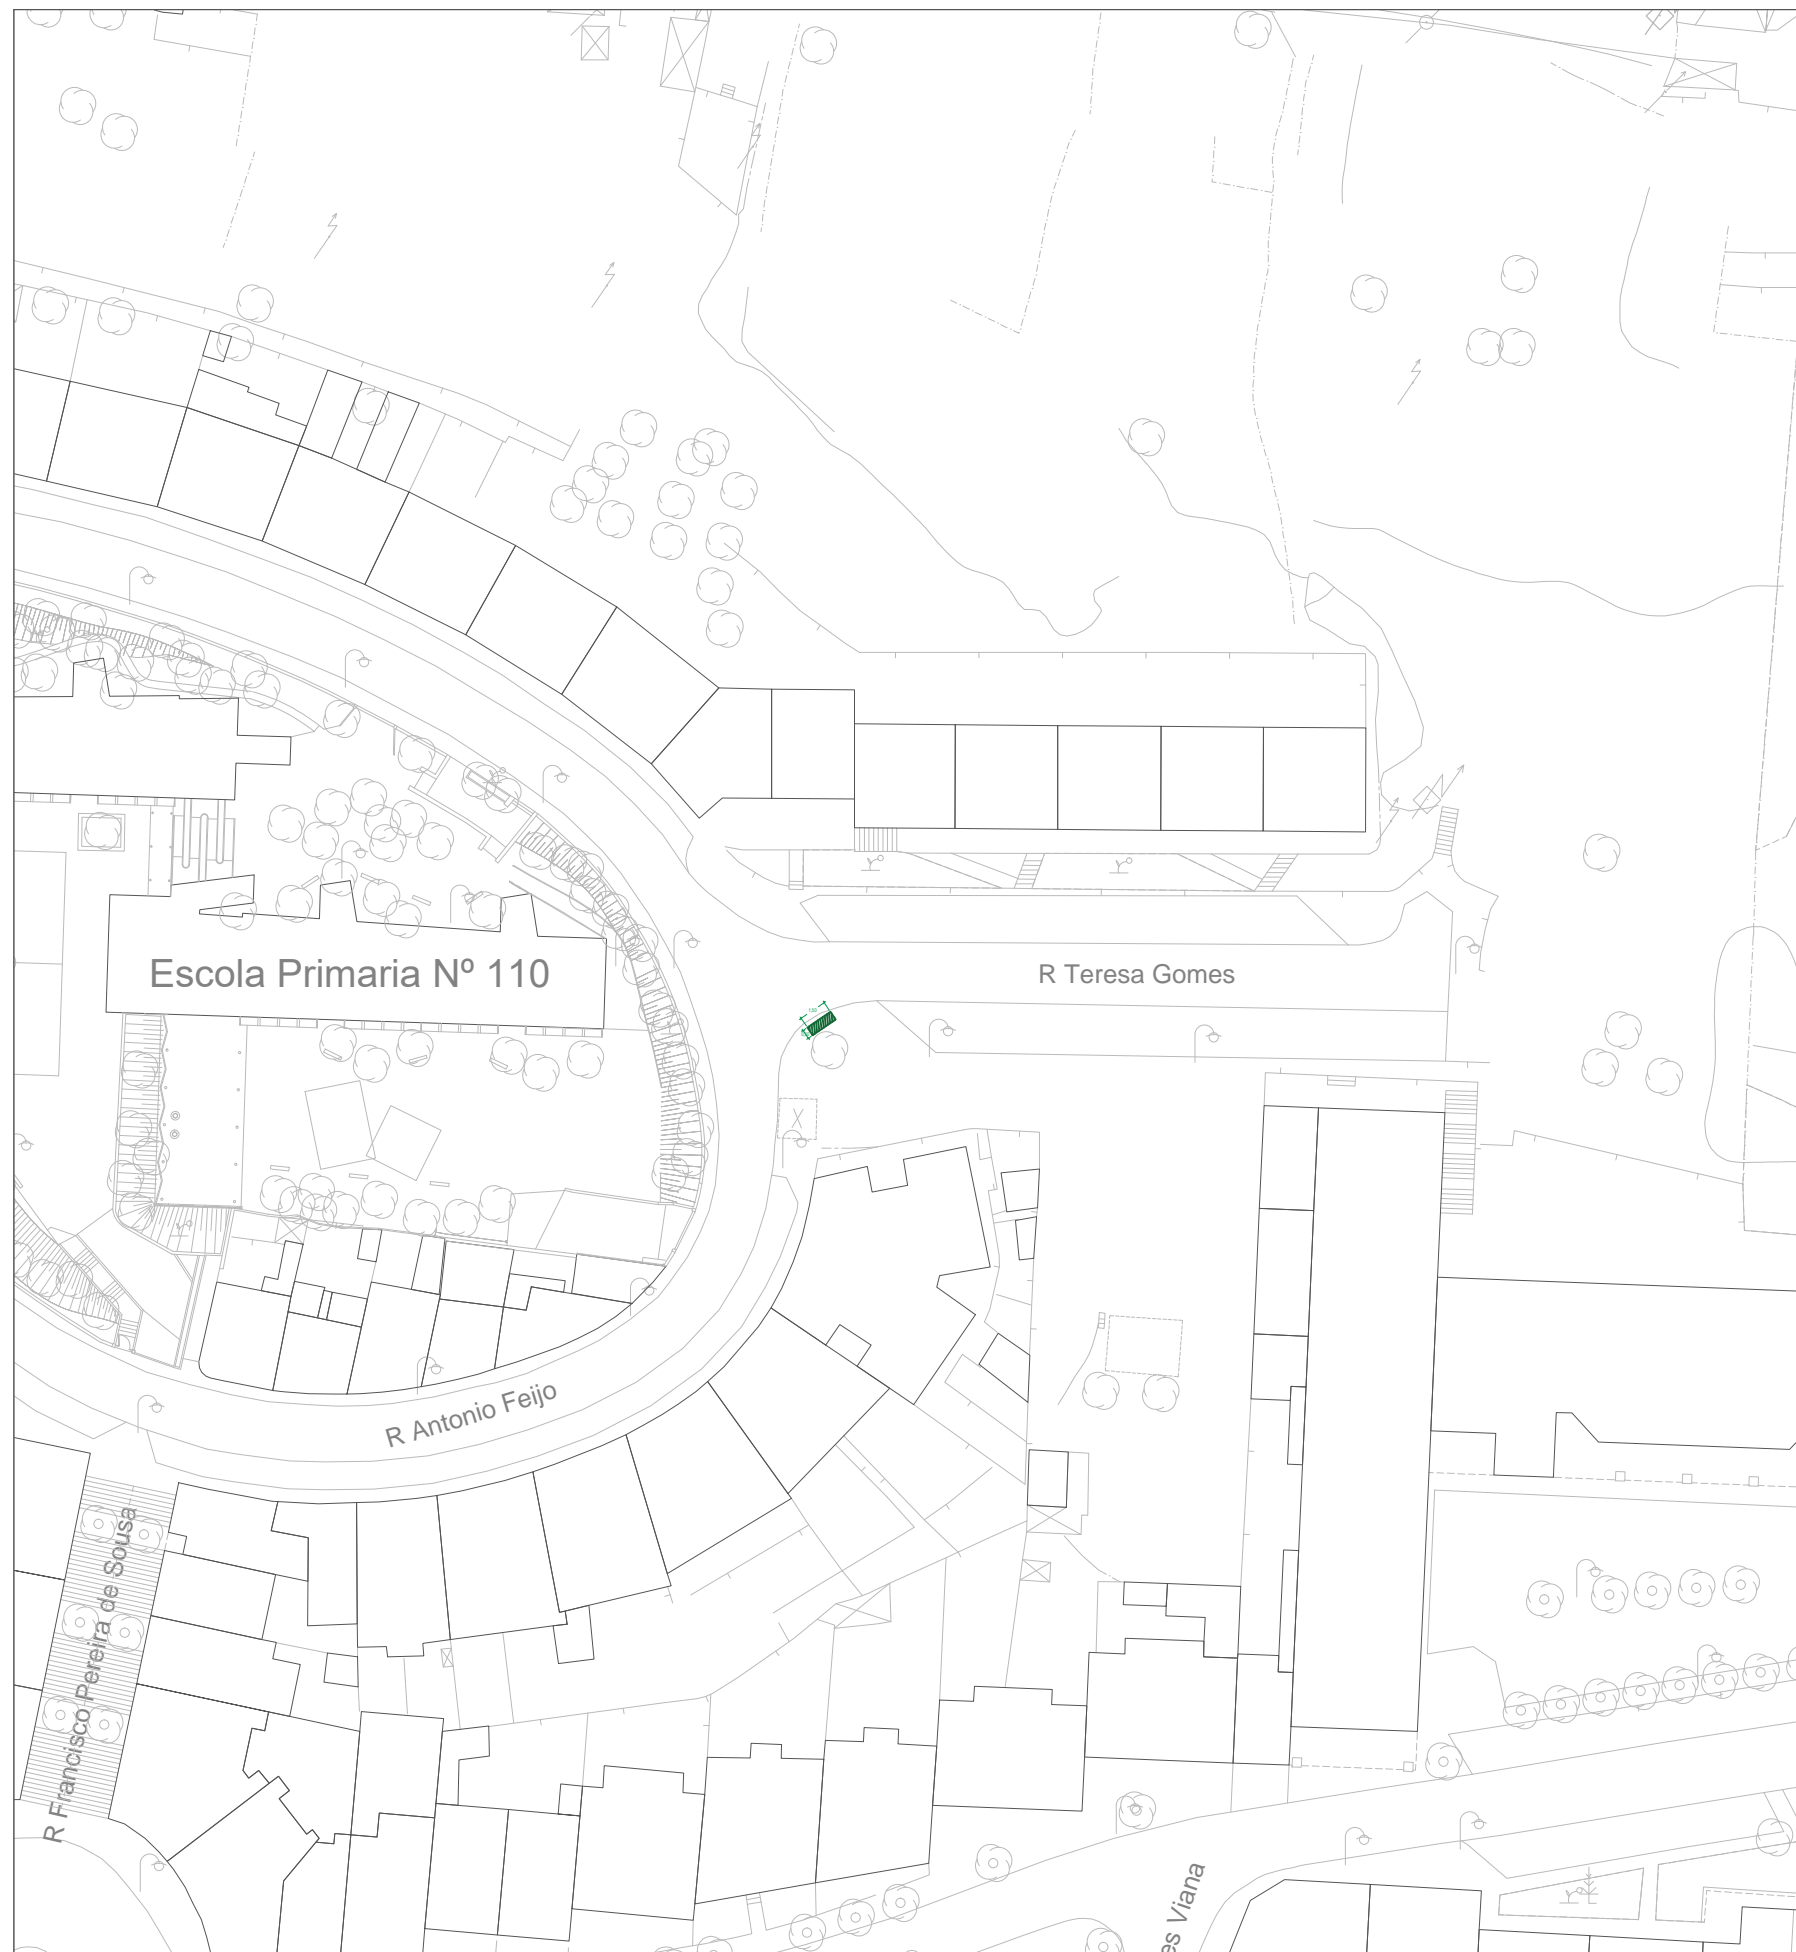 Escola Primaria Nº 110
R Teresa Gomes
R Antonio Feijo
R Francisco Pereira de Sousa
es Viana